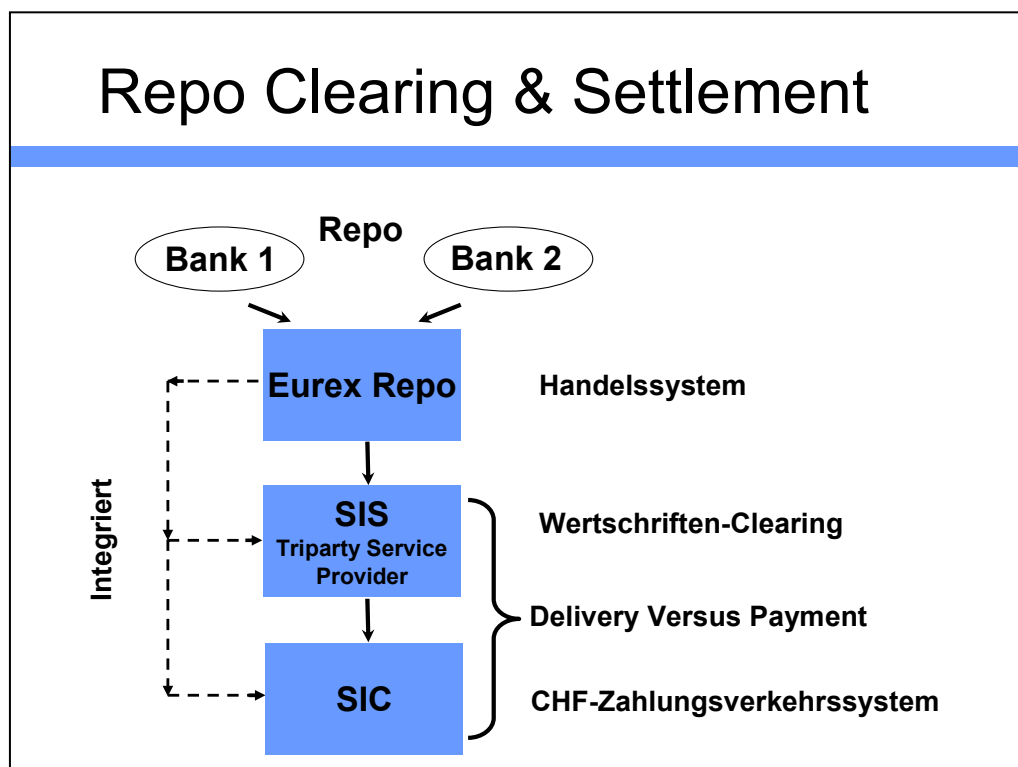 Repo Clearing & Settlement
Repo
Bank 1
Bank 2
Eurex Repo
Handelssystem
Integriert
SIS
Triparty Service
Provider
Wertschriften-Clearing
Delivery Versus Payment
SIC
CHF-Zahlungsverkehrssystem